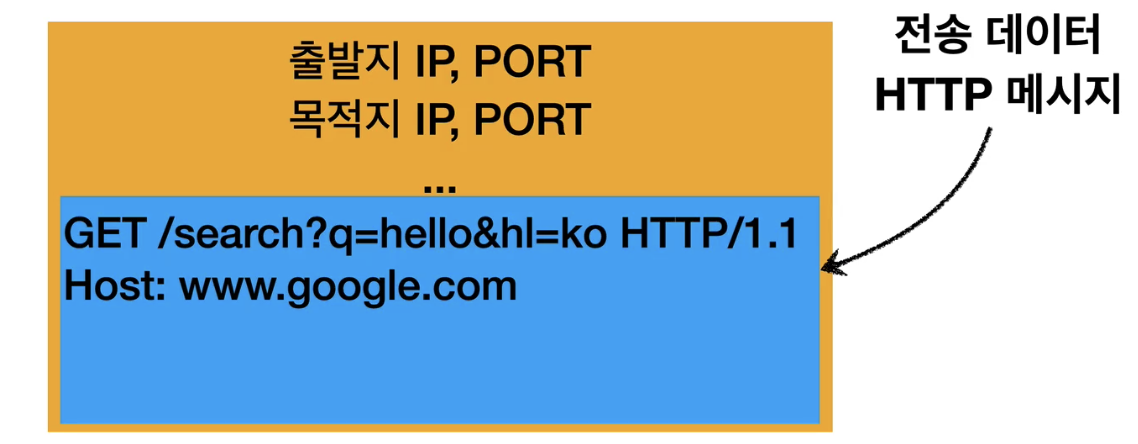 출발지 IP, PORT
목적지 IP, PORT
...
GET /search?q=hello&hl=ko HTTP/1.1
Host: www.google.com
전송 데이터
HTTP 메시지